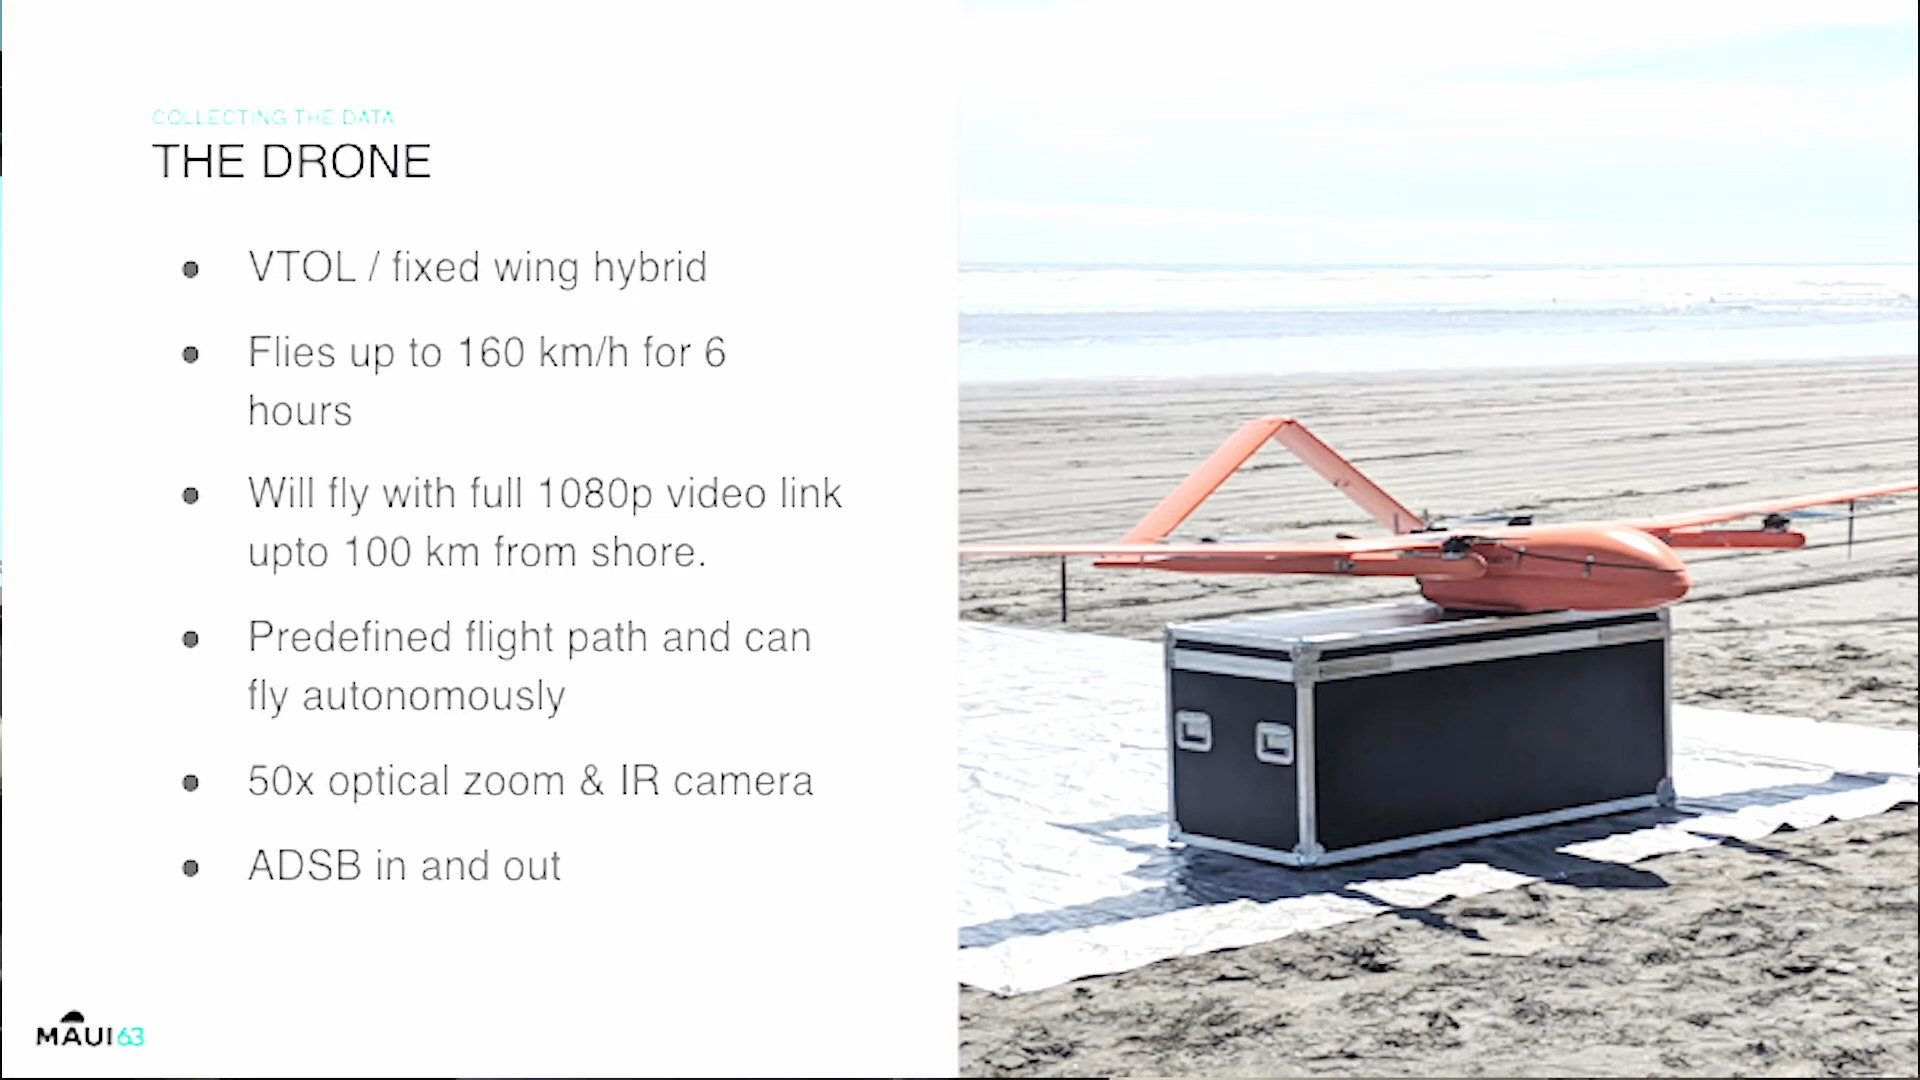 COLLECTING THE DATA
THE DRONE
● VTOL / fixed wing hybrid
● Flies up to 160 km/h for 6
hours
● Will fly with full 1080p video link
upto 100 km from shore.
● Predefined flight path and can
fly autonomously
● 50x optical zoom & IR camera
● ADSB in and out
MAUI63